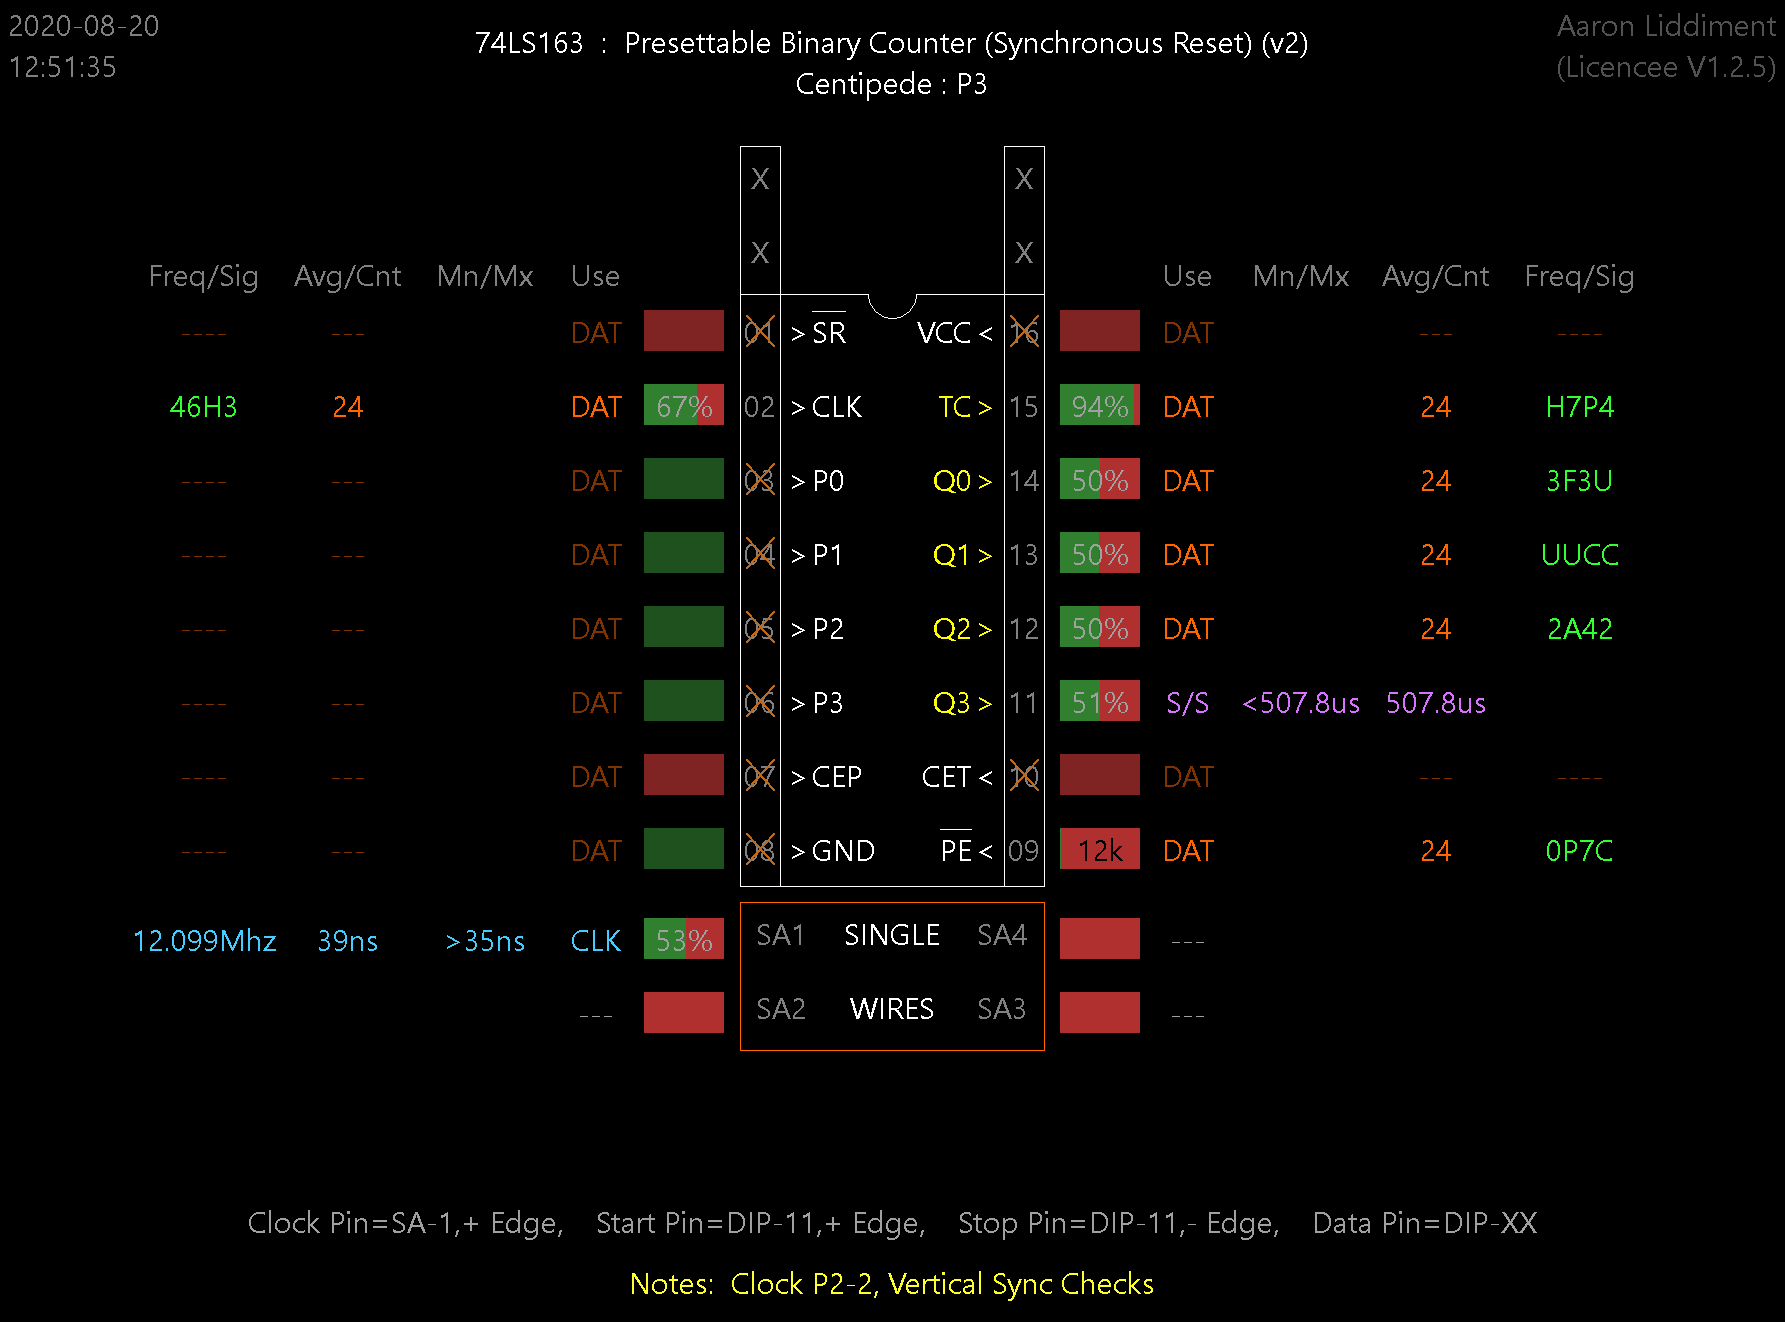 2020-08-20
12:51:35
74LS163 : Presettable Binary Counter (Synchronous Reset) (v2)
Centipede : P3
Aaron Liddiment
(Licencee V1.2.5)
X X
X X
Freq/Sig Avg/Cnt Mn/Mx Use Use Mn/Mx Avg/Cnt Freq/Sig
---- --- DAT 01 > SR VCC < 16 DAT --- ----
46H3 24 DAT 67% 02 > CLK TC > 15 94% DAT 24 H7P4
---- --- DAT 03 > P0 Q0 > 14 50% DAT 24 3F3U
---- --- DAT 04 > P1 Q1 > 13 50% DAT 24 UUCC
---- --- DAT 05 > P2 Q2 > 12 50% DAT 24 2A42
---- --- DAT 06 > P3 Q3 > 11 51% S/S <507.8us 507.8us
---- --- DAT 07 > CEP CET < 10 DAT --- ----
---- --- DAT 08 > GND PE < 09 12k DAT 24 0P7C
12.099Mhz 39ns >35ns CLK 53% SA1 SINGLE SA4 ---
--- SA2 WIRES SA3 ---
Clock Pin=SA-1,+ Edge, Start Pin=DIP-11,+ Edge, Stop Pin=DIP-11,- Edge, Data Pin=DIP-XX
Notes: Clock P2-2, Vertical Sync Checks